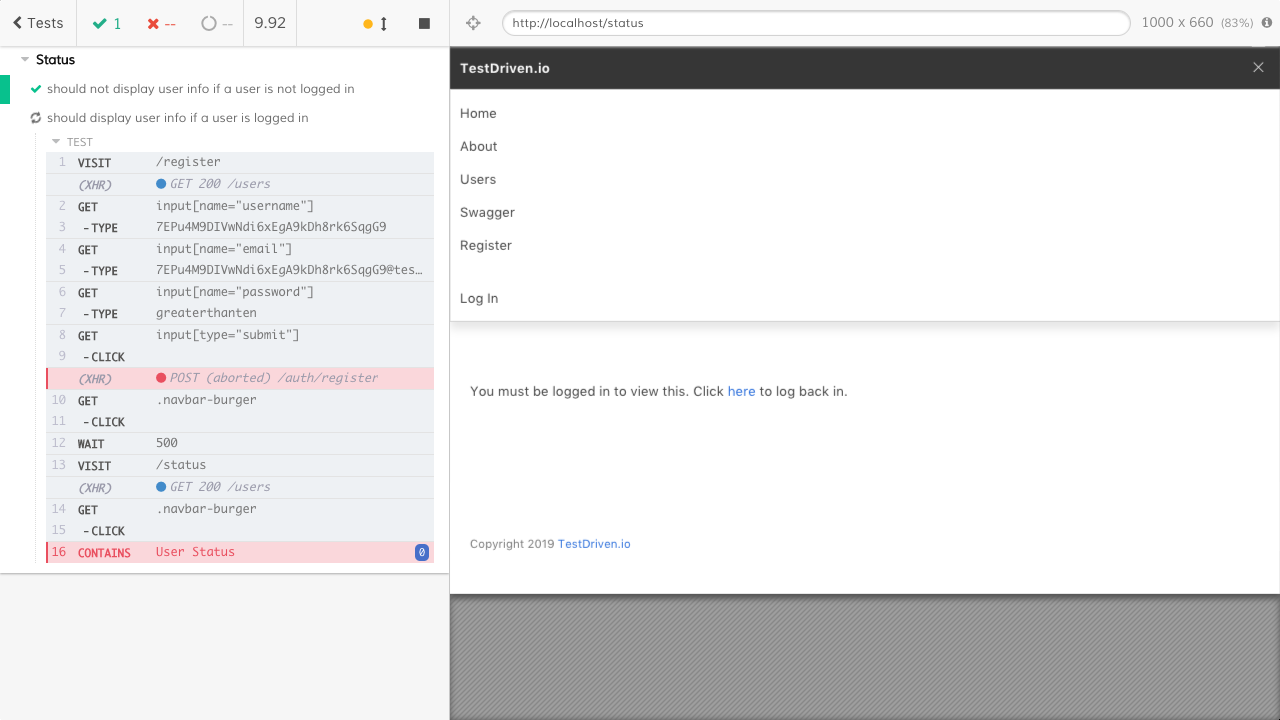 Tests 1 -- -- 9.92
http://localhost/status 1000 x 660 (83%)
Status
should not display user info if a user is not logged in
should display user info if a user is logged in
TEST
1 VISIT /register
(XHR) GET 200 /users
2 GET input[name="username"]
3 -TYPE 7EPu4M9DIVwNdi6xEgA9kDh8rk6SqgG9
4 GET input[name="email"]
5 -TYPE 7EPu4M9DIVwNdi6xEgA9kDh8rk6SqgG9@tes…
6 GET input[name="password"]
7 -TYPE greaterthanten
8 GET input[type="submit"]
9 -CLICK
(XHR) POST (aborted) /auth/register
10 GET .navbar-burger
11 -CLICK
12 WAIT 500
13 VISIT /status
(XHR) GET 200 /users
14 GET .navbar-burger
15 -CLICK
16 CONTAINS User Status 0
TestDriven.io
Home
About
Users
Swagger
Register
Log In
You must be logged in to view this. Click here to log back in.
Copyright 2019 TestDriven.io